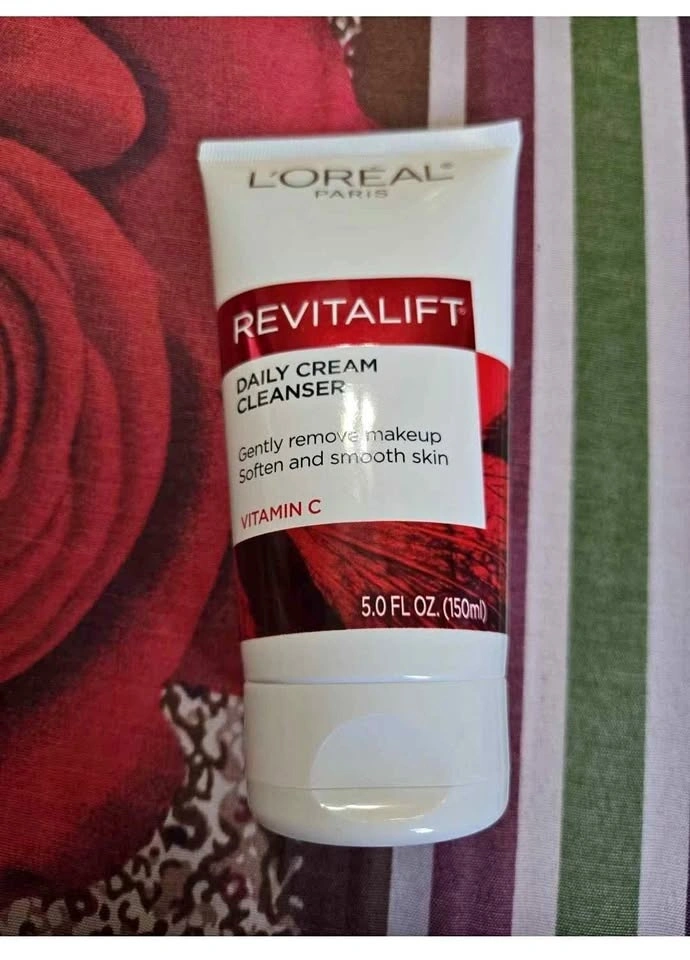 L'ORÉAL®
PARIS
REVITALIFT®
DAILY CREAM
CLEANSER
Gently remove makeup
Soften and smooth skin
VITAMIN C
5.0 FL OZ. (150ml)